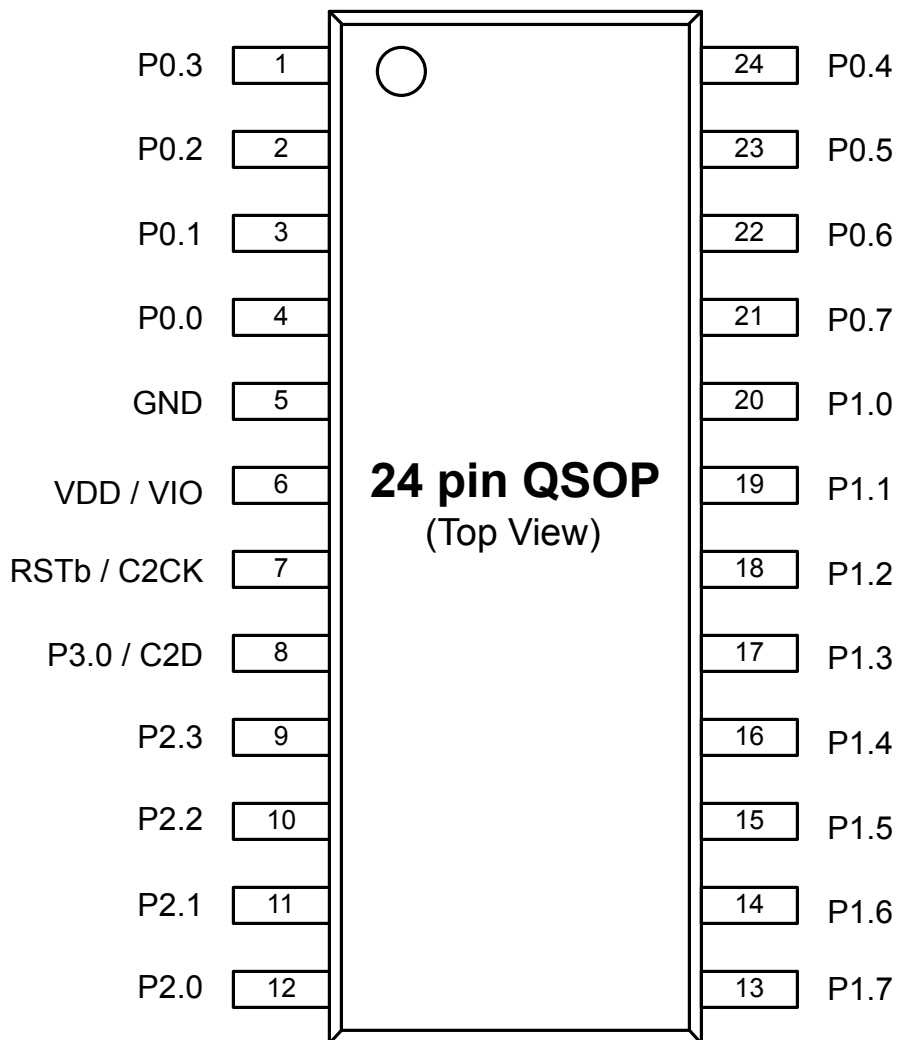 P0.3 1 24 P0.4
P0.2 2 23 P0.5
P0.1 3 22 P0.6
P0.0 4 21 P0.7
GND 5 20 P1.0
VDD / VIO 6 24 pin QSOP 19 P1.1
(Top View)
RSTb / C2CK 7 18 P1.2
P3.0 / C2D 8 17 P1.3
P2.3 9 16 P1.4
P2.2 10 15 P1.5
P2.1 11 14 P1.6
P2.0 12 13 P1.7